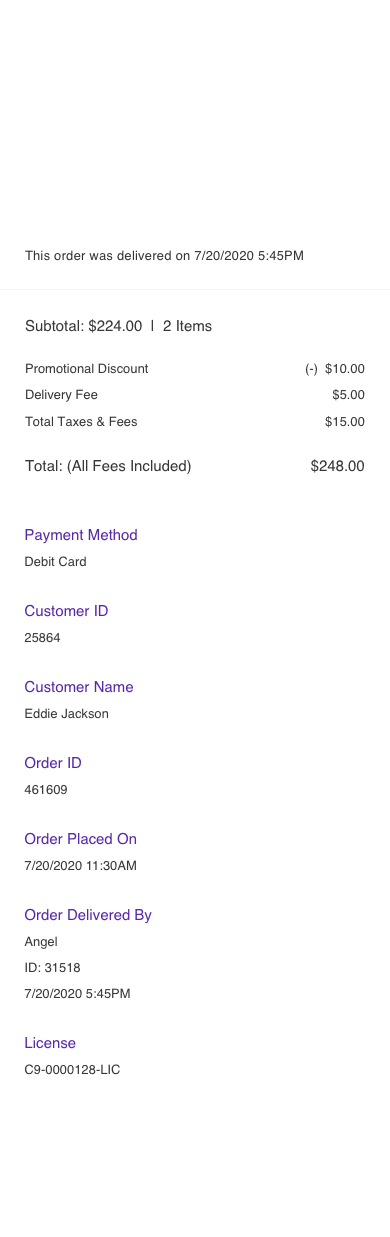 This order was delivered on 7/20/2020 5:45PM
Subtotal: $224.00 | 2 Items
Promotional Discount (-) $10.00
Delivery Fee $5.00
Total Taxes & Fees $15.00
Total: (All Fees Included) $248.00
Payment Method
Debit Card
Customer ID
25864
Customer Name
Eddie Jackson
Order ID
461609
Order Placed On
7/20/2020 11:30AM
Order Delivered By
Angel
ID: 31518
7/20/2020 5:45PM
License
C9-0000128-LIC